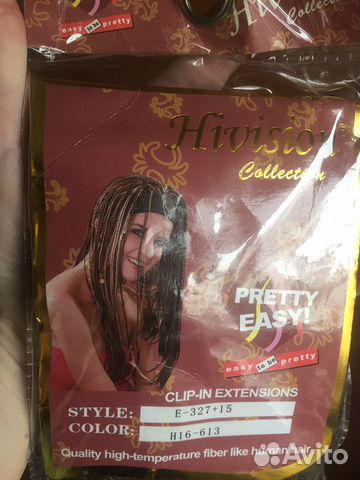 easy to be pretty
Collection
Hivision
Collection
PRETTY
EASY!
easy to be pretty
CLIP-IN EXTENSIONS
STYLE: E-327+15
COLOR: H16-613
Quality high-temperature fiber like human hair
Avito